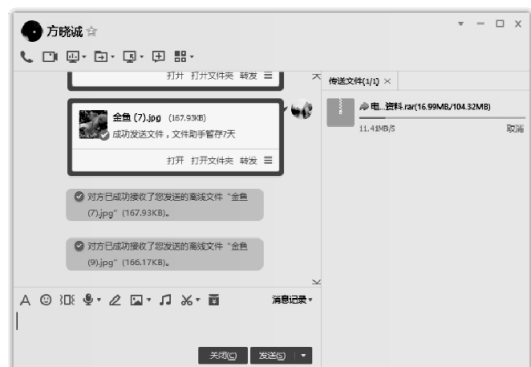 方晓诚
打开 打开文件夹 转发
传送文件(1/1)
金鱼 (7).jpg (167.93KB)
成功发送文件，文件助手暂存7天
打开 打开文件夹 转发
电...资料.rar(16.99MB/104.32MB)
11.41MB/S 取消
对方已成功接收了您发送的离线文件“金鱼
(7).jpg”(167.93KB)。
对方已成功接收了您发送的离线文件“金鱼
(9).jpg”(166.17KB)。
消息记录
关闭(C) 发送(S)